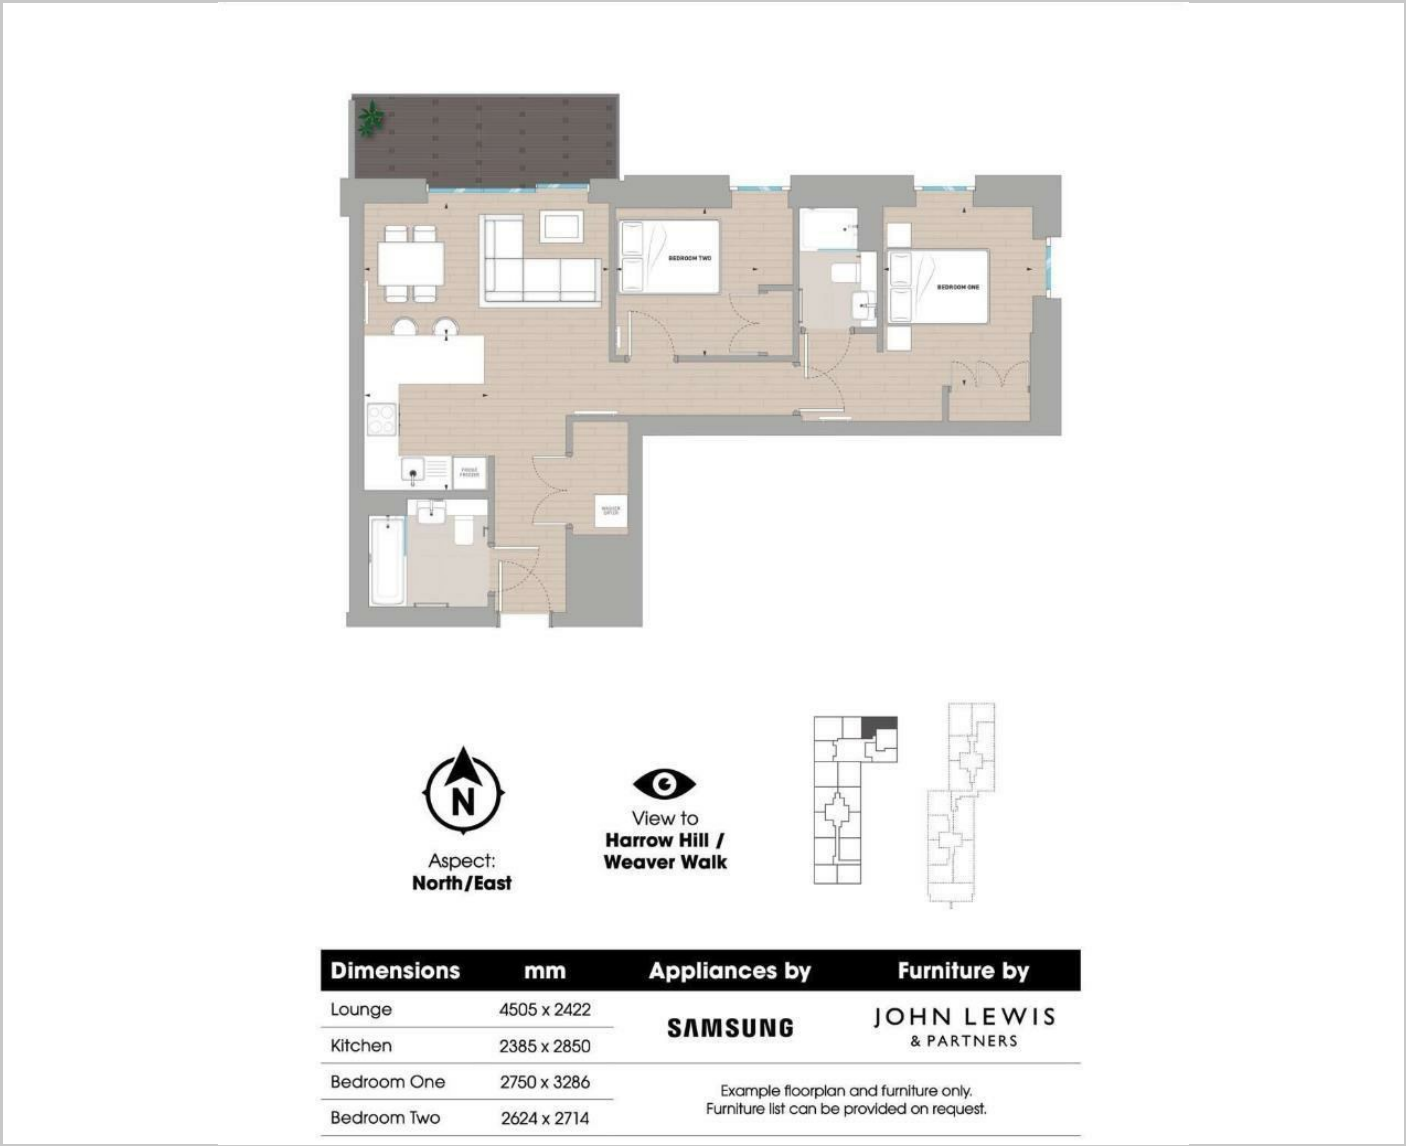 BEDROOM TWO
BEDROOM ONE
FRIDGE
FREEZER
WASHER
DRYER
N
Aspect:
North/East
View to
Harrow Hill /
Weaver Walk
Dimensions mm Appliances by Furniture by
Lounge 4505 x 2422
SAMSUNG
JOHN LEWIS
& PARTNERS
Kitchen 2385 x 2850
Bedroom One 2750 x 3286
Bedroom Two 2624 x 2714
Example floorplan and furniture only.
Furniture list can be provided on request.